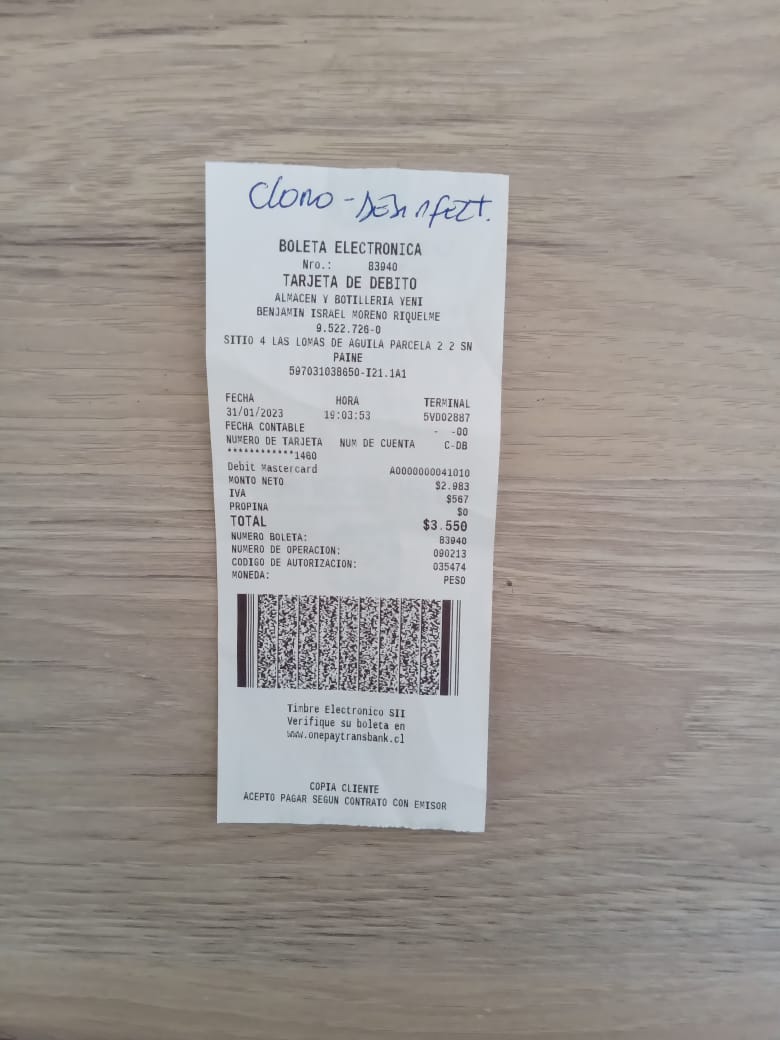 Cloro - Desinfect.
BOLETA ELECTRONICA
Nro.: 83940
TARJETA DE DEBITO
ALMACEN Y BOTILLERIA YENI
BENJAMIN ISRAEL MORENO RIQUELME
9.522.726-0
SITIO 4 LAS LOMAS DE AGUILA PARCELA 2 2 SN
PAINE
597031038650-I21.1A1
FECHA HORA TERMINAL
31/01/2023 19:03:53 5VD02887
FECHA CONTABLE - -00
NUMERO DE TARJETA NUM DE CUENTA C-DB
************1460
Debit Mastercard A0000000041010
MONTO NETO $2.983
IVA $567
PROPINA $0
TOTAL $3.550
NUMERO BOLETA: 83940
NUMERO DE OPERACION: 090213
CODIGO DE AUTORIZACION: 035474
MONEDA: PESO
Timbre Electronico SII
Verifique su boleta en
www.onepaytransbank.cl
COPIA CLIENTE
ACEPTO PAGAR SEGUN CONTRATO CON EMISOR